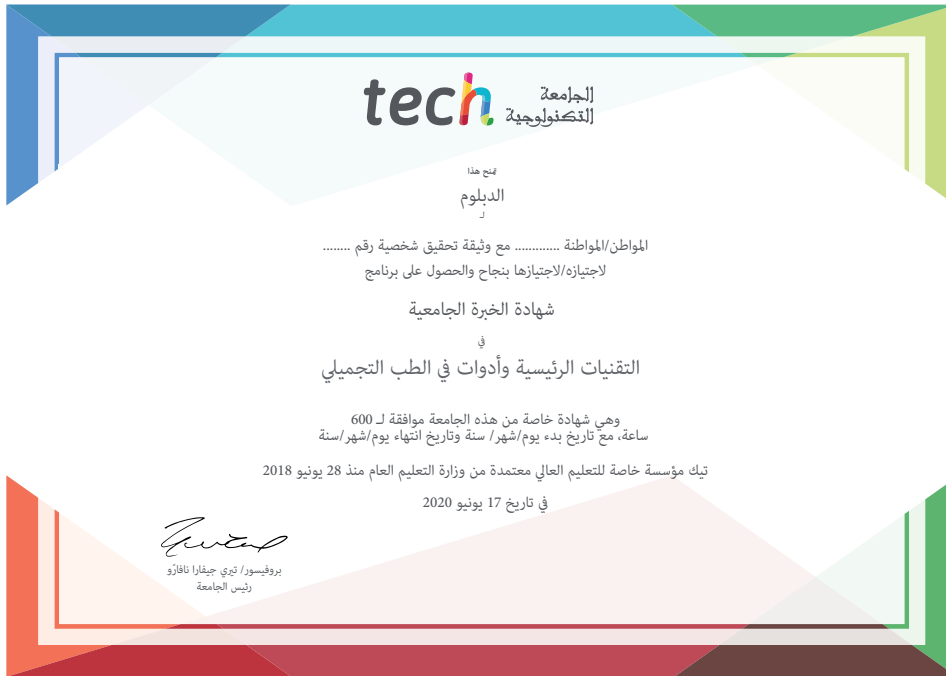 tech الجامعة
التكنولوجية
يمنح هذا
الدبلوم
لـ
المواطن/المواطنة ............ مع وثيقة تحقيق شخصية رقم ........
لاجتيازه/لاجتيازها بنجاح والحصول على برنامج
شهادة الخبرة الجامعية
في
التقنيات الرئيسية وأدوات في الطب التجميلي
وهي شهادة خاصة من هذه الجامعة موافقة لـ 600
ساعة، مع تاريخ بدء يوم/شهر/ سنة وتاريخ انتهاء يوم/شهر/سنة
تيك مؤسسة خاصة للتعليم العالي معتمدة من وزارة التعليم العام منذ 28 يونيو 2018
في تاريخ 17 يونيو 2020
بروفيسور/ تيري جيفارا نافارّو
رئيس الجامعة